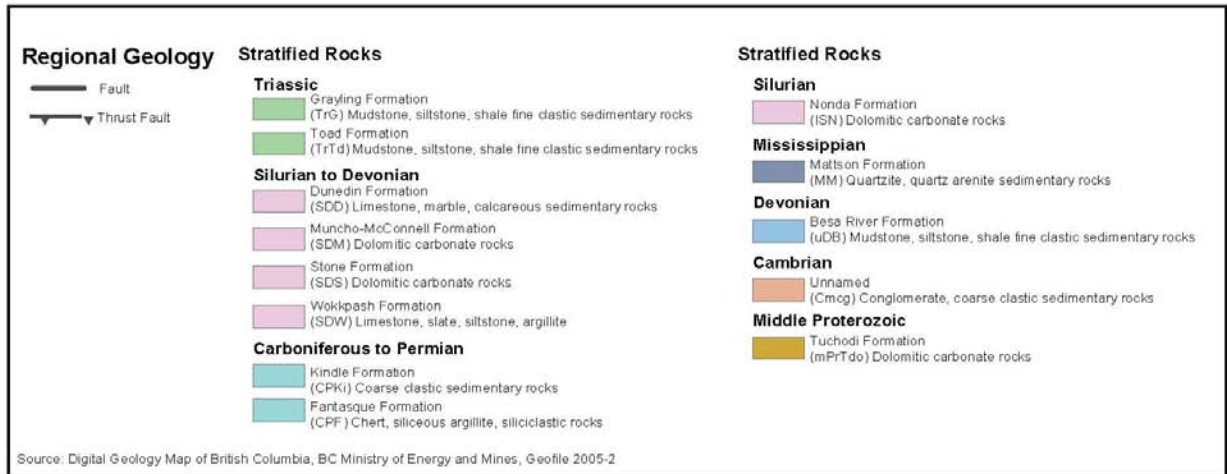 Regional Geology
Fault
Thrust Fault
Stratified Rocks
Triassic
Grayling Formation
(TrG) Mudstone, siltstone, shale fine clastic sedimentary rocks
Toad Formation
(TrTd) Mudstone, siltstone, shale fine clastic sedimentary rocks
Silurian to Devonian
Dunedin Formation
(SDD) Limestone, marble, calcareous sedimentary rocks
Muncho-McConnell Formation
(SDM) Dolomitic carbonate rocks
Stone Formation
(SDS) Dolomitic carbonate rocks
Wokkpash Formation
(SDW) Limestone, slate, siltstone, argillite
Carboniferous to Permian
Kindle Formation
(CPKi) Coarse clastic sedimentary rocks
Fantasque Formation
(CPF) Chert, siliceous argillite, siliciclastic rocks
Stratified Rocks
Silurian
Nonda Formation
(lSN) Dolomitic carbonate rocks
Mississippian
Mattson Formation
(MM) Quartzite, quartz arenite sedimentary rocks
Devonian
Besa River Formation
(uDB) Mudstone, siltstone, shale fine clastic sedimentary rocks
Cambrian
Unnamed
(Cmcg) Conglomerate, coarse clastic sedimentary rocks
Middle Proterozoic
Tuchodi Formation
(mPrTdo) Dolomitic carbonate rocks
Source: Digital Geology Map of British Columbia, BC Ministry of Energy and Mines, Geofile 2005-2